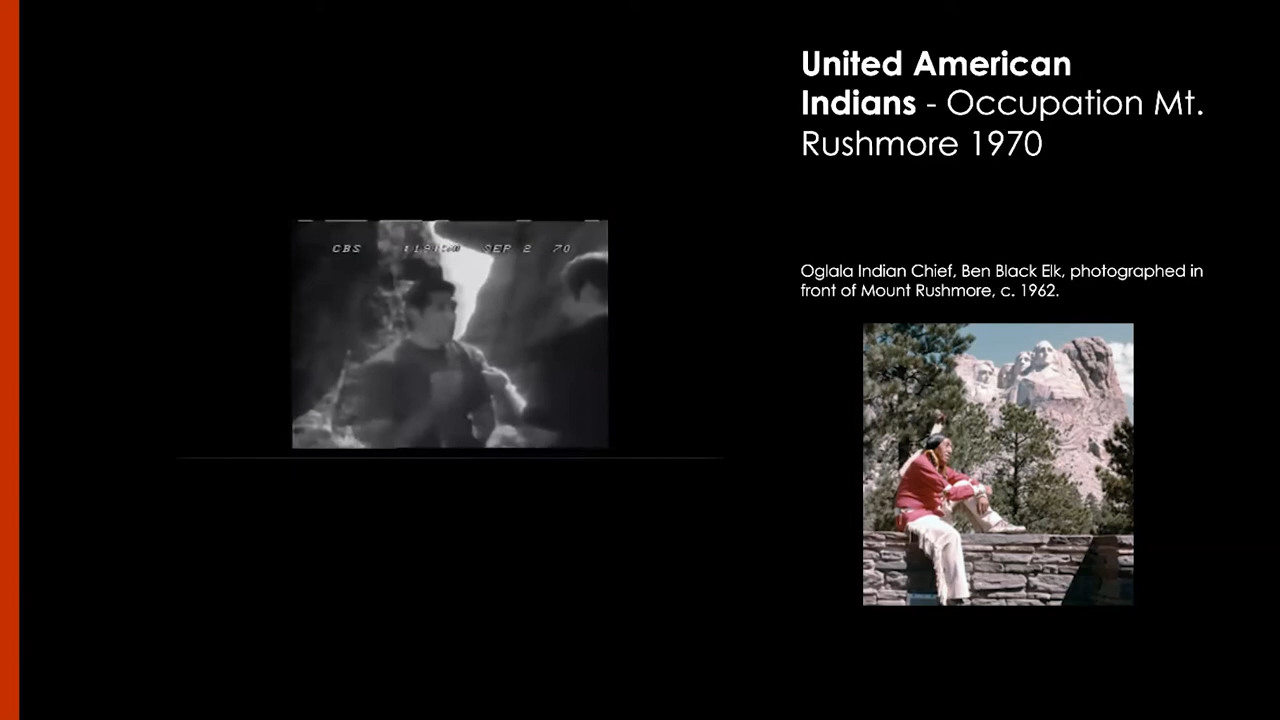 United American
Indians - Occupation Mt.
Rushmore 1970
CBS SEP 2 70
Oglala Indian Chief, Ben Black Elk, photographed in
front of Mount Rushmore, c. 1962.